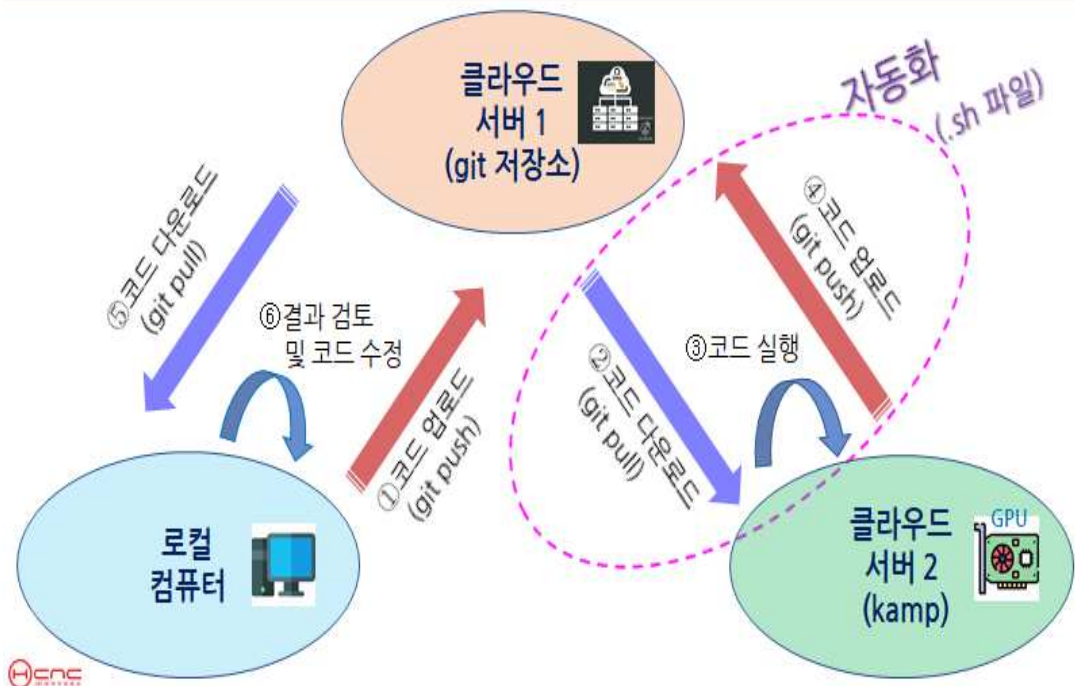 클라우드
서버 1
(git 저장소)
자동화
(.sh 파일)
⑤코드 다운로드
(git pull)
⑥결과 검토
및 코드 수정
①코드 업로드
(git push)
②코드 다운로드
(git pull)
③코드 실행
④코드 업로드
(git push)
로컬
컴퓨터
클라우드
서버 2
(kamp)
GPU
HCNC